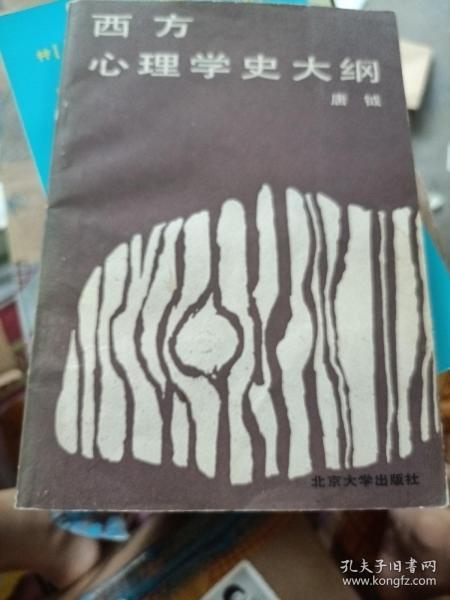 西方
心理学史大纲
唐钺
北京大学出版社
孔夫子旧书网
www.kongfz.com